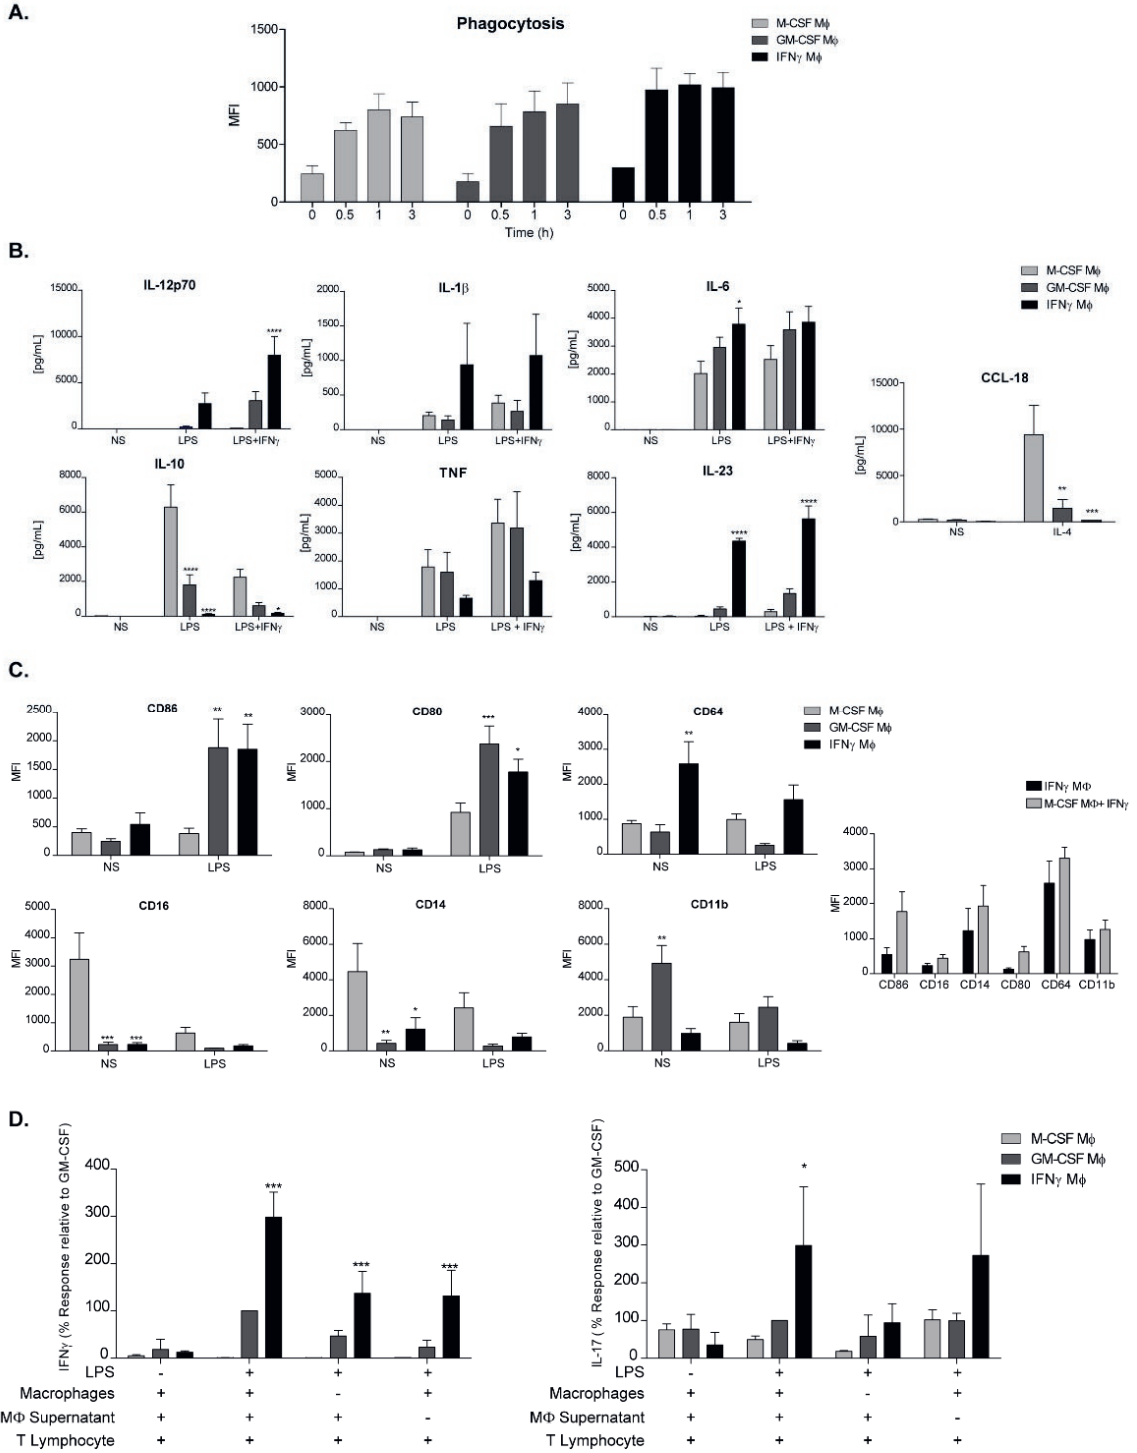 A.
Phagocytosis
M-CSF Mϕ
GM-CSF Mϕ
IFNγ Mϕ
MFI
1500
1000
500
0
0 0.5 1 3 0 0.5 1 3 0 0.5 1 3
Time (h)
B.
M-CSF Mϕ
GM-CSF Mϕ
IFNγ Mϕ
IL-12p70
[pg/mL]
15000
10000
5000
0
****
NS LPS LPS+IFNγ
IL-1β
[pg/mL]
2000
1500
1000
500
0
NS LPS LPS+IFNγ
IL-6
[pg/mL]
5000
4000
3000
2000
1000
0
*
NS LPS LPS+IFNγ
CCL-18
[pg/mL]
15000
10000
5000
0
**
***
NS IL-4
IL-10
[pg/mL]
8000
6000
4000
2000
0
****
****
*
NS LPS LPS+IFNγ
TNF
[pg/mL]
5000
4000
3000
2000
1000
0
NS LPS LPS + IFNγ
IL-23
[pg/mL]
8000
6000
4000
2000
0
****
****
NS LPS LPS + IFNγ
C.
CD86
MFI
2500
2000
1500
1000
500
0
**
**
NS LPS
CD80
MFI
3000
2000
1000
0
***
*
NS LPS
CD64
MFI
4000
3000
2000
1000
0
**
NS LPS
M-CSF Mϕ
GM-CSF Mϕ
IFNγ Mϕ
IFNγ MΦ
M-CSF MΦ+ IFNγ
MFI
4000
3000
2000
1000
0
CD86 CD16 CD14 CD80 CD64 CD11b
CD16
MFI
5000
4000
3000
2000
1000
0
***
***
NS LPS
CD14
MFI
8000
6000
4000
2000
0
**
*
NS LPS
CD11b
MFI
8000
6000
4000
2000
0
**
NS LPS
D.
IFNγ (% Response relative to GM-CSF)
400
300
200
100
0
***
***
***
LPS - + + +
Macrophages + + - +
MΦ Supernatant + + + -
T Lymphocyte + + + +
IL-17 ( % Response relative to GM-CSF)
500
400
300
200
100
0
*
M-CSF Mϕ
GM-CSF Mϕ
IFNγ Mϕ
LPS - + + +
Macrophages + + - +
MΦ Supernatant + + + -
T Lymphocyte + + + +